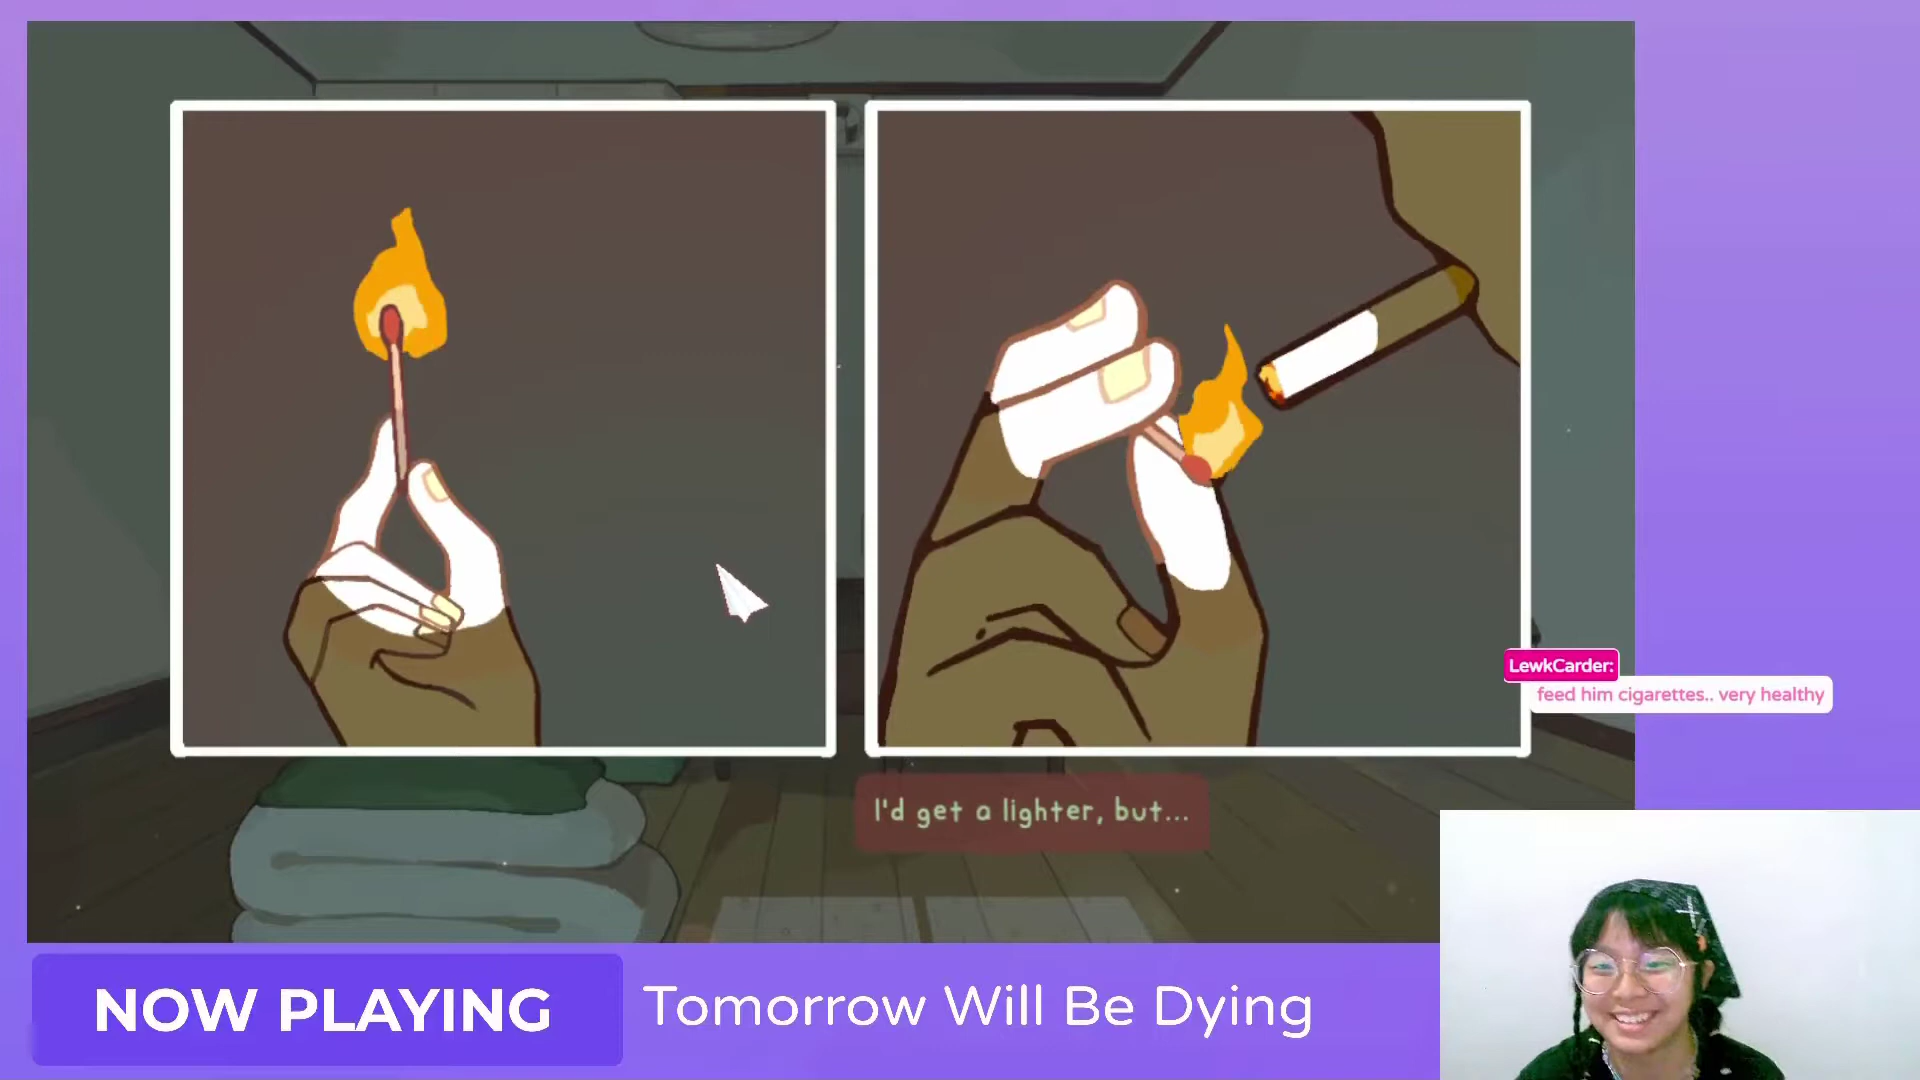 LewkCarder:
feed him cigarettes.. very healthy
I'd get a lighter, but...
NOW PLAYING
Tomorrow Will Be Dying